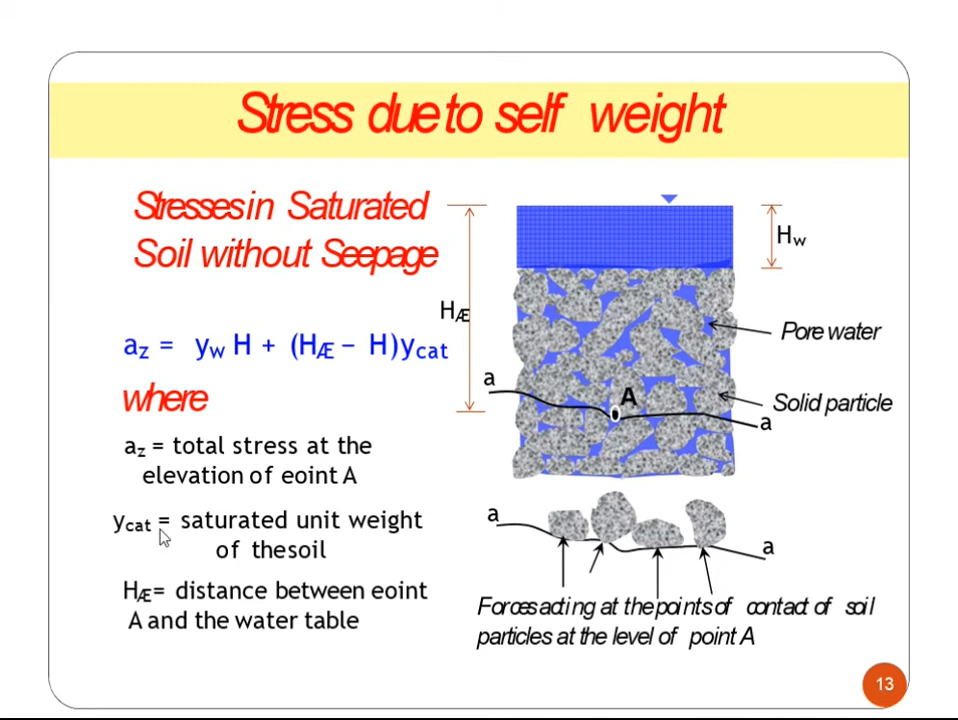 Stress due to self weight
Stresses in Saturated
Soil without Seepage
az = yw H + (HÆ – H)ycat
where
az = total stress at the
elevation of eoint A
ycat = saturated unit weight
of thesoil
HÆ= distance between eoint
A and the water table
Hw
HÆ
Pore water
a
A
Solid particle
a
a
a
Forces acting at the points of contact of soil
particles at the level of point A
13